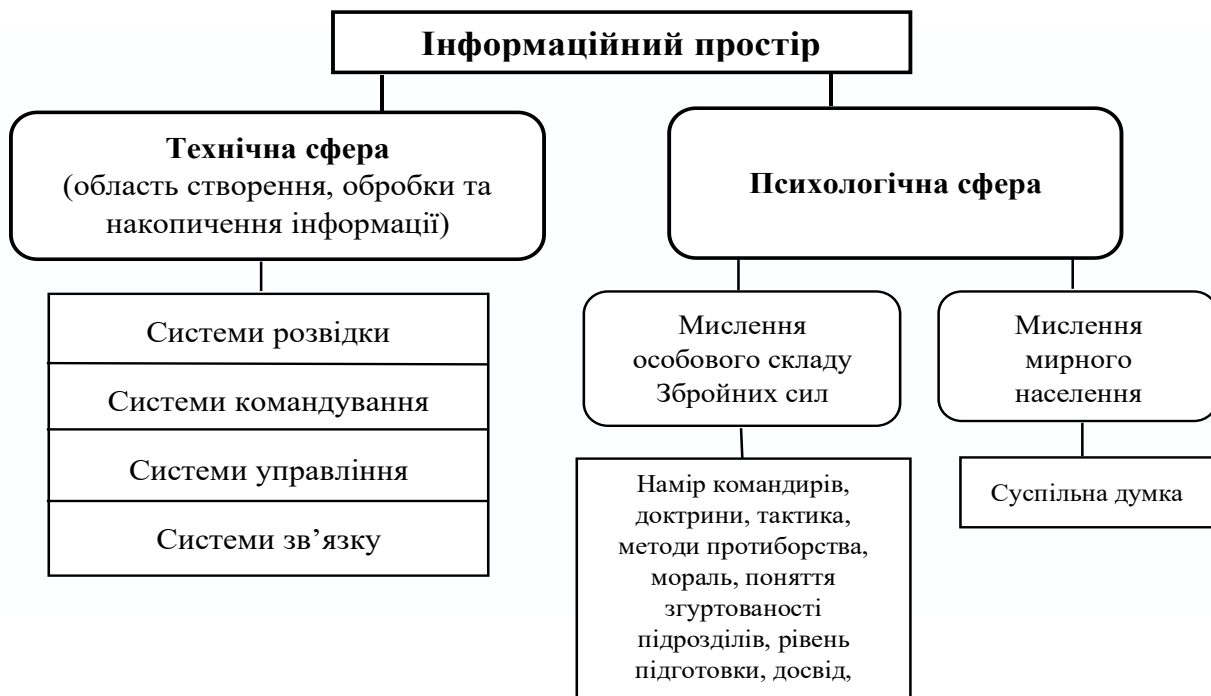 Інформаційний простір
Технічна сфера
(область створення, обробки та
накопичення інформації)
Психологічна сфера
Системи розвідки
Системи командування
Системи управління
Системи зв’язку
Мислення
особового складу
Збройних сил
Мислення
мирного
населення
Намір командирів,
доктрини, тактика,
методи протиборства,
мораль, поняття
згуртованості
підрозділів, рівень
підготовки, досвід,
Суспільна думка